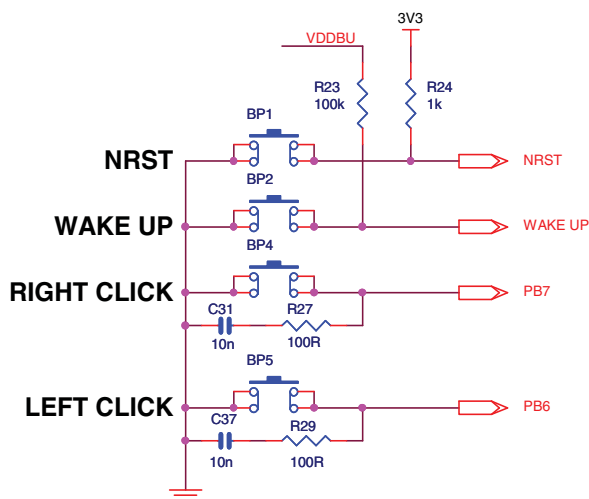 3V3
VDDBU
R23
100k
R24
1k
BP1
NRST
NRST
BP2
WAKE UP
WAKE UP
BP4
RIGHT CLICK
PB7
C31
R27
10n
100R
BP5
LEFT CLICK
PB6
C37
R29
10n
100R